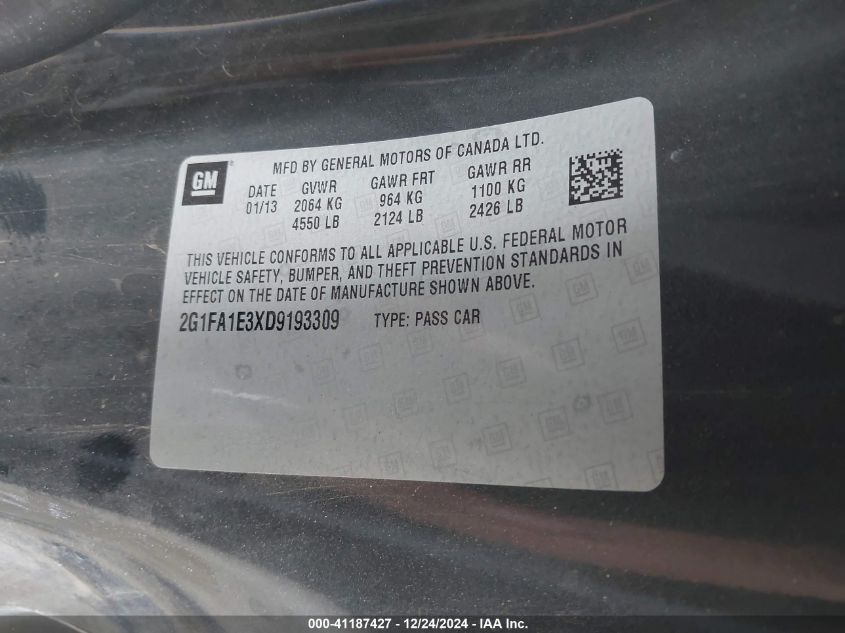 GM
MFD BY GENERAL MOTORS OF CANADA LTD.
DATE GVWR GAWR FRT GAWR RR
01/13 2064 KG 964 KG 1100 KG
4550 LB 2124 LB 2426 LB
THIS VEHICLE CONFORMS TO ALL APPLICABLE U.S. FEDERAL MOTOR
VEHICLE SAFETY, BUMPER, AND THEFT PREVENTION STANDARDS IN
EFFECT ON THE DATE OF MANUFACTURE SHOWN ABOVE.
2G1FA1E3XD9193309 TYPE: PASS CAR
000-41187427 - 12/24/2024 - IAA Inc.